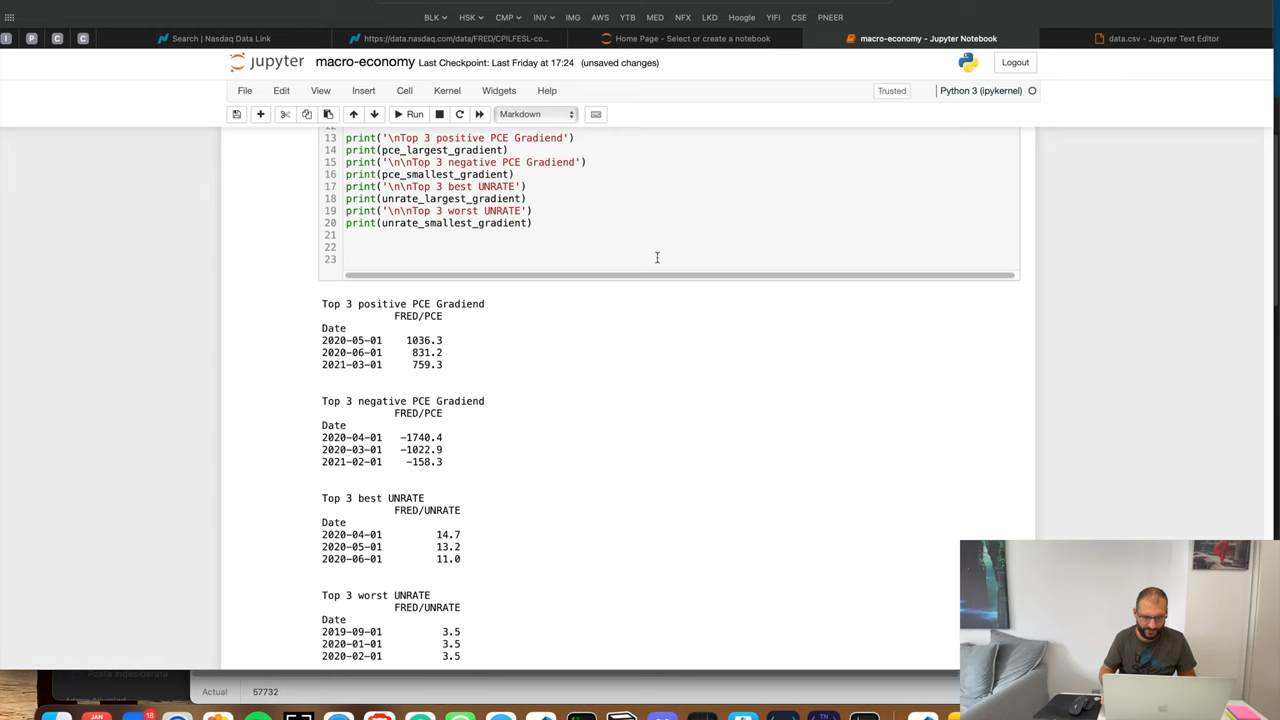 BLK HSK CMP INV IMG AWS YTB MED NFX LKD Hoogle YIFI CSE PNEER
I P C C Search | Nasdaq Data Link https://data.nasdaq.com/data/FRED/CPILFESL-co... Home Page - Select or create a notebook macro-economy - Jupyter Notebook data.csv - Jupyter Text Editor
jupyter macro-economy Last Checkpoint: Last Friday at 17:24 (unsaved changes) Logout
File Edit View Insert Cell Kernel Widgets Help Trusted Python 3 (ipykernel)
Run Markdown
12
13 print('\nTop 3 positive PCE Gradiend')
14 print(pce_largest_gradient)
15 print('\n\nTop 3 negative PCE Gradiend')
16 print(pce_smallest_gradient)
17 print('\n\nTop 3 best UNRATE')
18 print(unrate_largest_gradient)
19 print('\n\nTop 3 worst UNRATE')
20 print(unrate_smallest_gradient)
21
22
23
Top 3 positive PCE Gradiend
FRED/PCE
Date
2020-05-01 1036.3
2020-06-01 831.2
2021-03-01 759.3
Top 3 negative PCE Gradiend
FRED/PCE
Date
2020-04-01 -1740.4
2020-03-01 -1022.9
2021-02-01 -158.3
Top 3 best UNRATE
FRED/UNRATE
Date
2020-04-01 14.7
2020-05-01 13.2
2020-06-01 11.0
Top 3 worst UNRATE
FRED/UNRATE
Date
2019-09-01 3.5
2020-01-01 3.5
2020-02-01 3.5
Posta indesiderata
Actual 57732
JAN 18